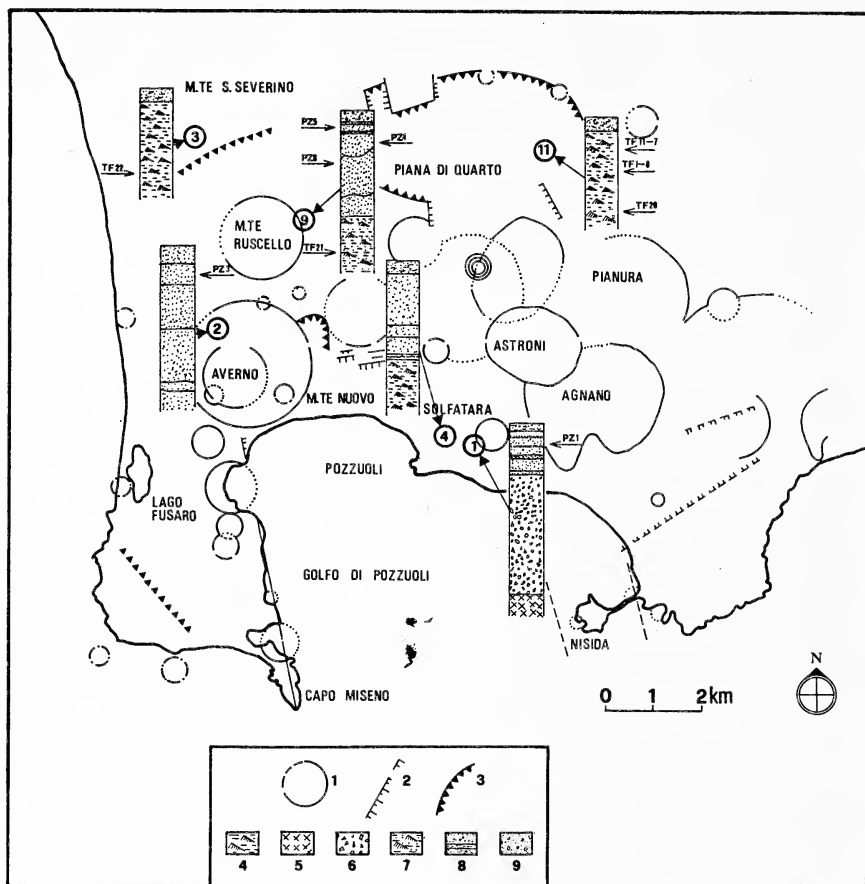 M.TE S. SEVERINO
3
TF22
PZ5
PZ4
PZ8
PIANA DI QUARTO
11
TF11-7
TF1-8
TF20
M.TE
RUSCELLO
9
TF21
PIANURA
PZ3
2
AVERNO
M.TE NUOVO
ASTRONI
AGNANO
SOLFATARA
4
1
PZ1
POZZUOLI
LAGO
FUSARO
GOLFO DI POZZUOLI
NISIDA
CAPO MISENO
N
0 1 2km
1 2 3
4 5 6 7 8 9